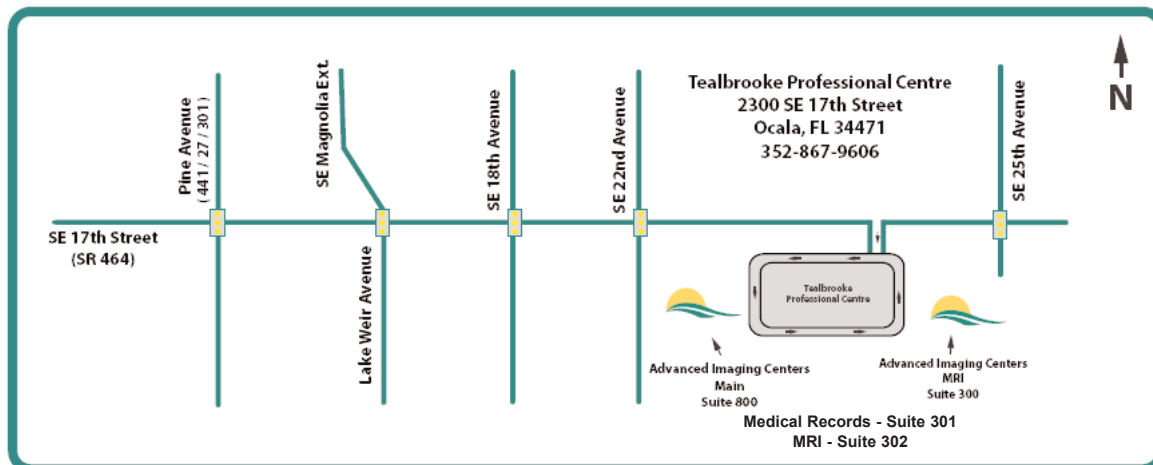 Pine Avenue
(441 / 27 / 301)
SE Magnolia Ext.
SE 18th Avenue
SE 22nd Avenue
Tealbrooke Professional Centre
2300 SE 17th Street
Ocala, FL 34471
352-867-9606
SE 25th Avenue
N
SE 17th Street
(SR 464)
Lake Weir Avenue
Tealbrooke
Professional Centre
Advanced Imaging Centers
Main
Suite 800
Advanced Imaging Centers
MRI
Suite 300
Medical Records - Suite 301
MRI - Suite 302